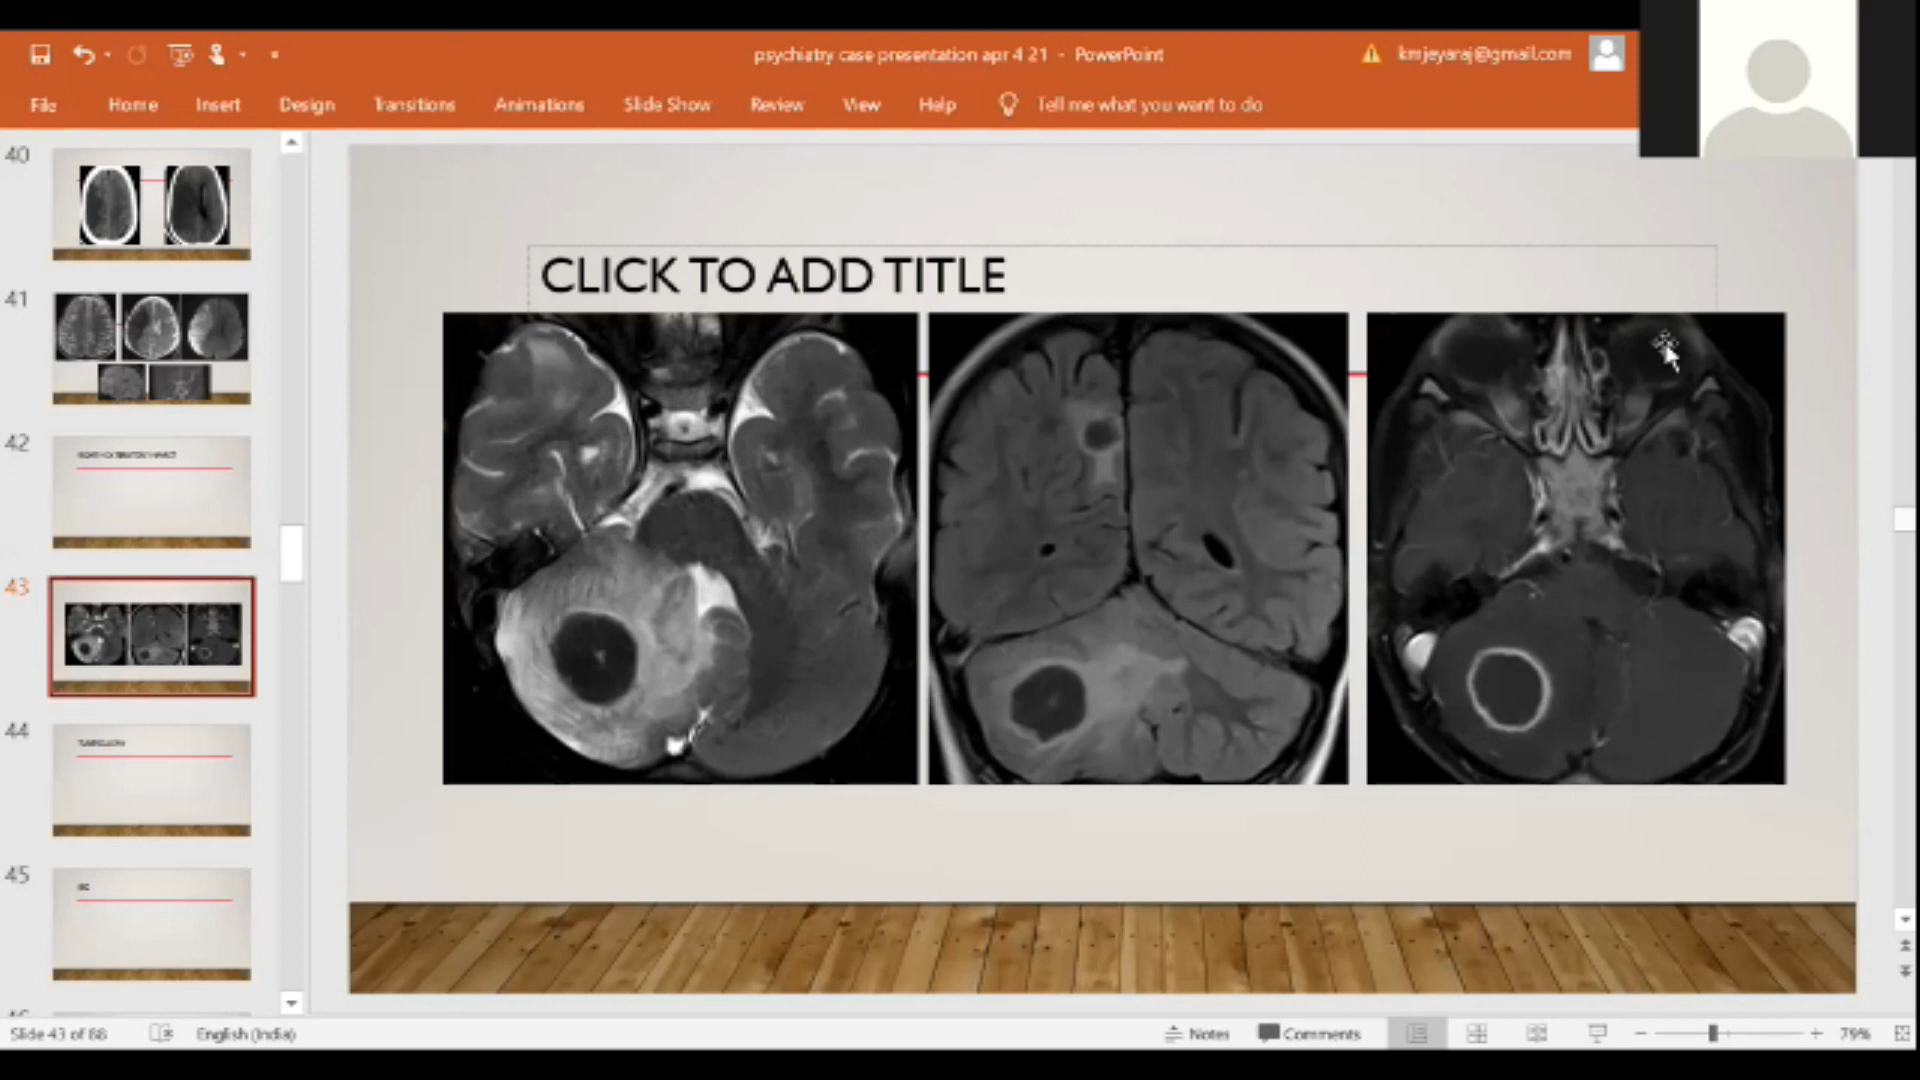 psychiatry case presentation apr 4 21 - PowerPoint
kmjayaraj@gmail.com
File Home Insert Design Transitions Animations Slide Show Review View Help Tell me what you want to do
40
41
42
43
44
45
CLICK TO ADD TITLE
Slide 43 of 88 English (India) Notes Comments 79%